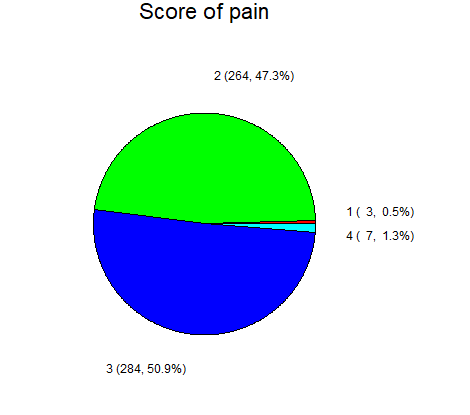 Score of pain
2 (264, 47.3%)
1 (  3,  0.5%)
4 (  7,  1.3%)
3 (284, 50.9%)